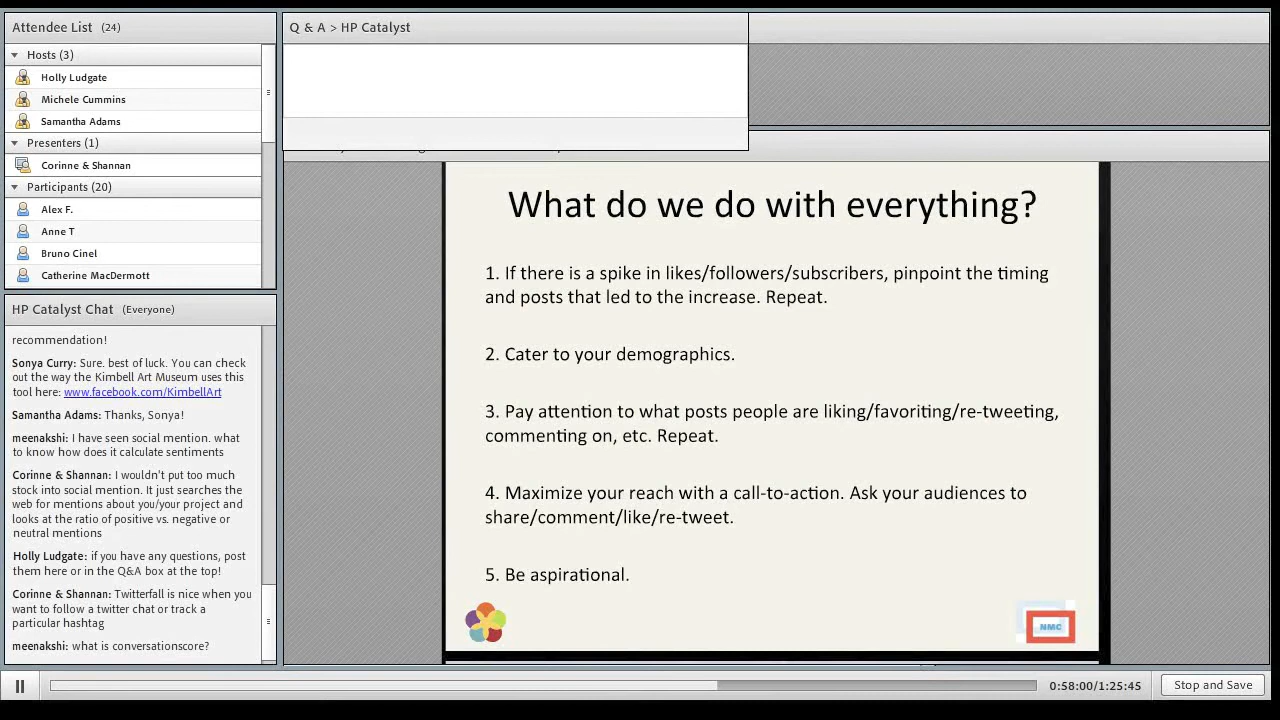 Attendee List (24)
Hosts (3)
Holly Ludgate
Michele Cummins
Samantha Adams
Presenters (1)
Corinne & Shannan
Participants (20)
Alex F.
Anne T
Bruno Cinel
Catherine MacDermott
HP Catalyst Chat (Everyone)
recommendation!
Sonya Curry: Sure. best of luck. You can check
out the way the Kimbell Art Museum uses this
tool here: www.facebook.com/KimbellArt
Samantha Adams: Thanks, Sonya!
meenakshi: I have seen social mention. what
to know how does it calculate sentiments
Corinne & Shannan: I wouldn't put too much
stock into social mention. It just searches the
web for mentions about you/your project and
looks at the ratio of positive vs. negative or
neutral mentions
Holly Ludgate: if you have any questions, post
them here or in the Q&A box at the top!
Corinne & Shannan: Twitterfall is nice when you
want to follow a twitter chat or track a
particular hashtag
meenakshi: what is conversationscore?
Q & A > HP Catalyst
What do we do with everything?
1. If there is a spike in likes/followers/subscribers, pinpoint the timing
and posts that led to the increase. Repeat.
2. Cater to your demographics.
3. Pay attention to what posts people are liking/favoriting/re-tweeting,
commenting on, etc. Repeat.
4. Maximize your reach with a call-to-action. Ask your audiences to
share/comment/like/re-tweet.
5. Be aspirational.
NMC
0:58:00/1:25:45
Stop and Save